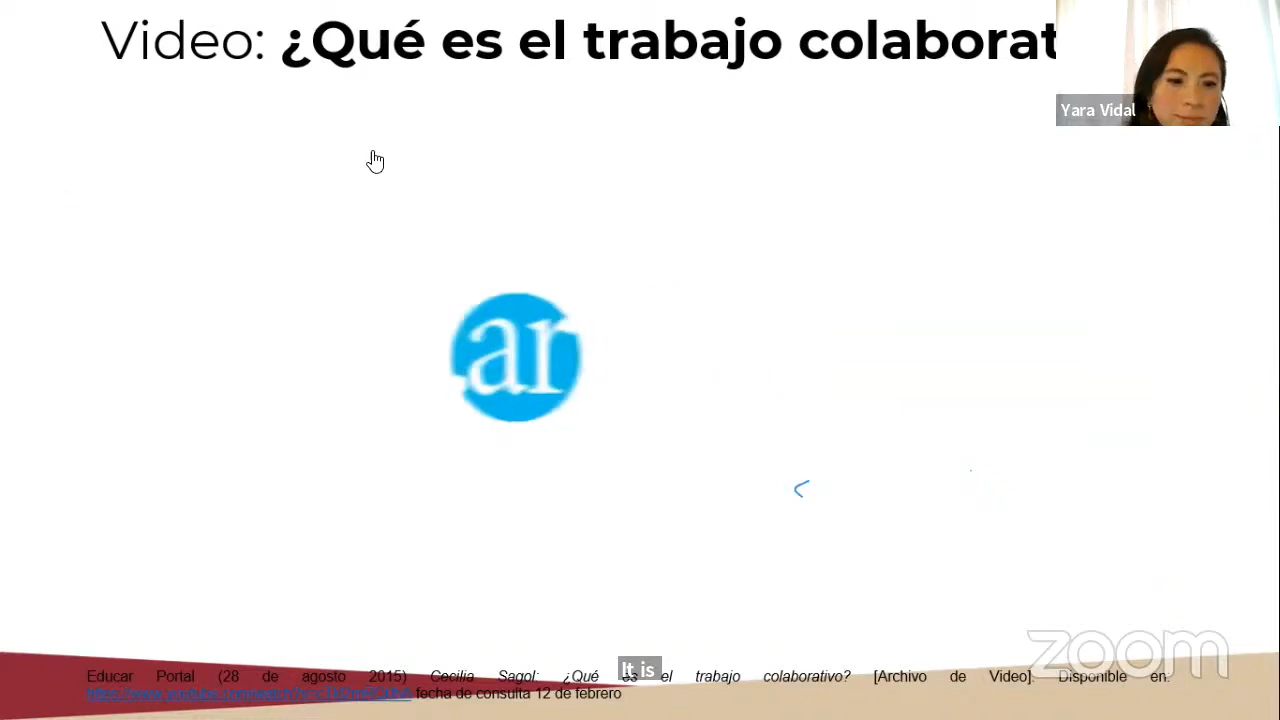 Video: ¿Qué es el trabajo colaborat
Yara Vidal
.ar
zoom
It is
Educar Portal (28 de agosto 2015) Cecilia Sagol: ¿Qué es el trabajo colaborativo? [Archivo de Video]. Disponible en:
fecha de consulta 12 de febrero